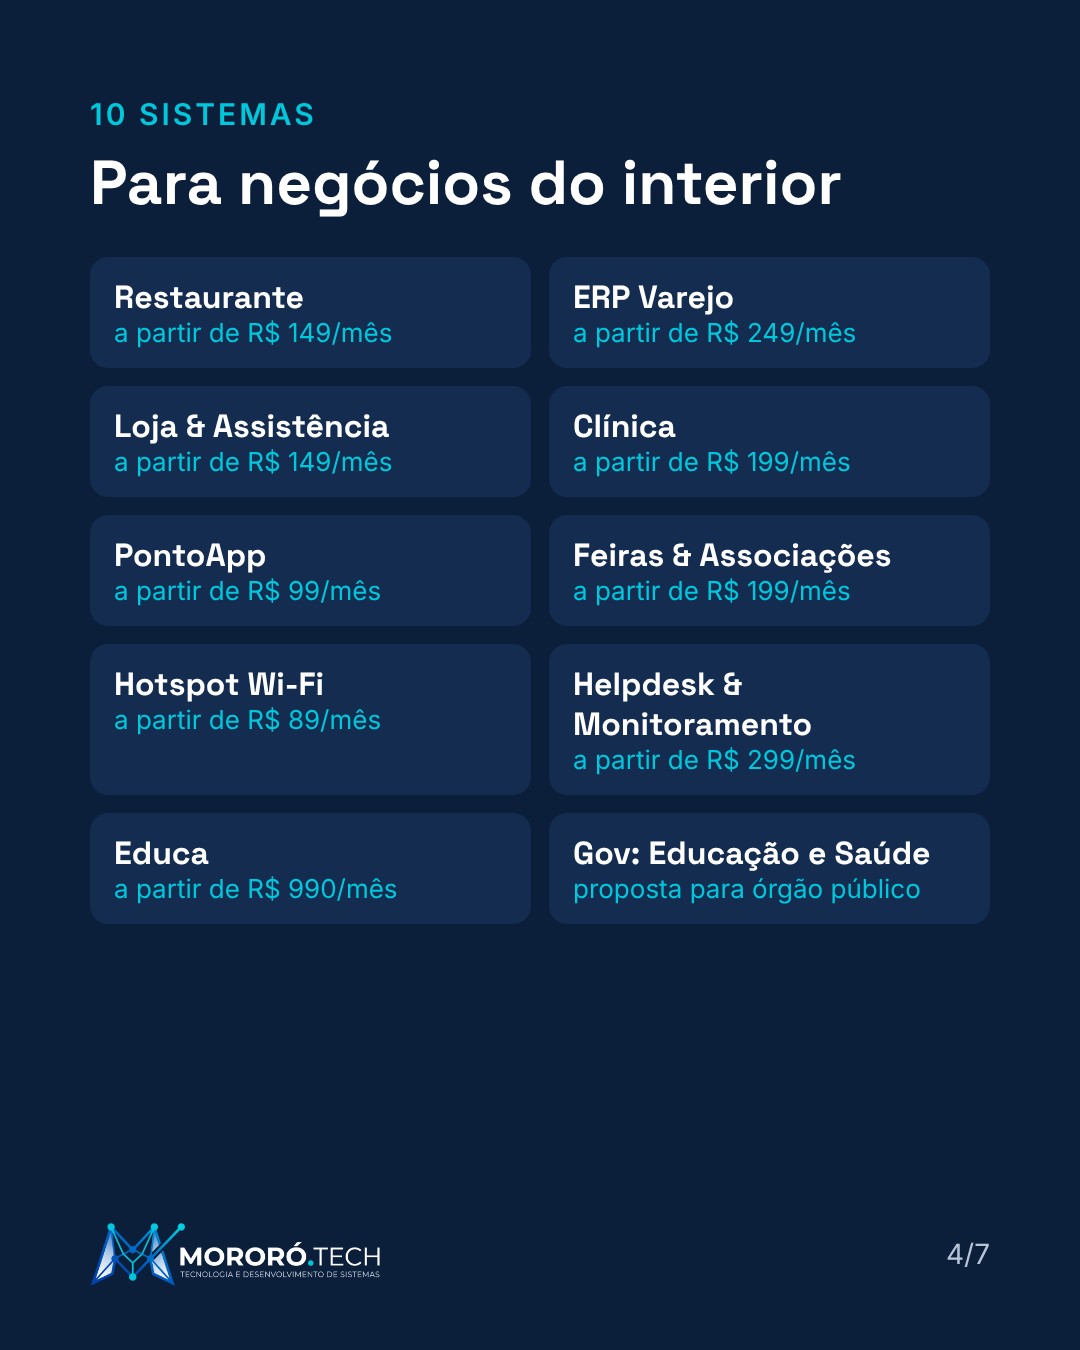 10 SISTEMAS
Para negócios do interior
Restaurante
a partir de R$ 149/mês
ERP Varejo
a partir de R$ 249/mês
Loja & Assistência
a partir de R$ 149/mês
Clínica
a partir de R$ 199/mês
PontoApp
a partir de R$ 99/mês
Feiras & Associações
a partir de R$ 199/mês
Hotspot Wi-Fi
a partir de R$ 89/mês
Helpdesk &
Monitoramento
a partir de R$ 299/mês
Educa
a partir de R$ 990/mês
Gov: Educação e Saúde
proposta para órgão público
MORORÓ.TECH
TECNOLOGIA E DESENVOLVIMENTO DE SISTEMAS
4/7